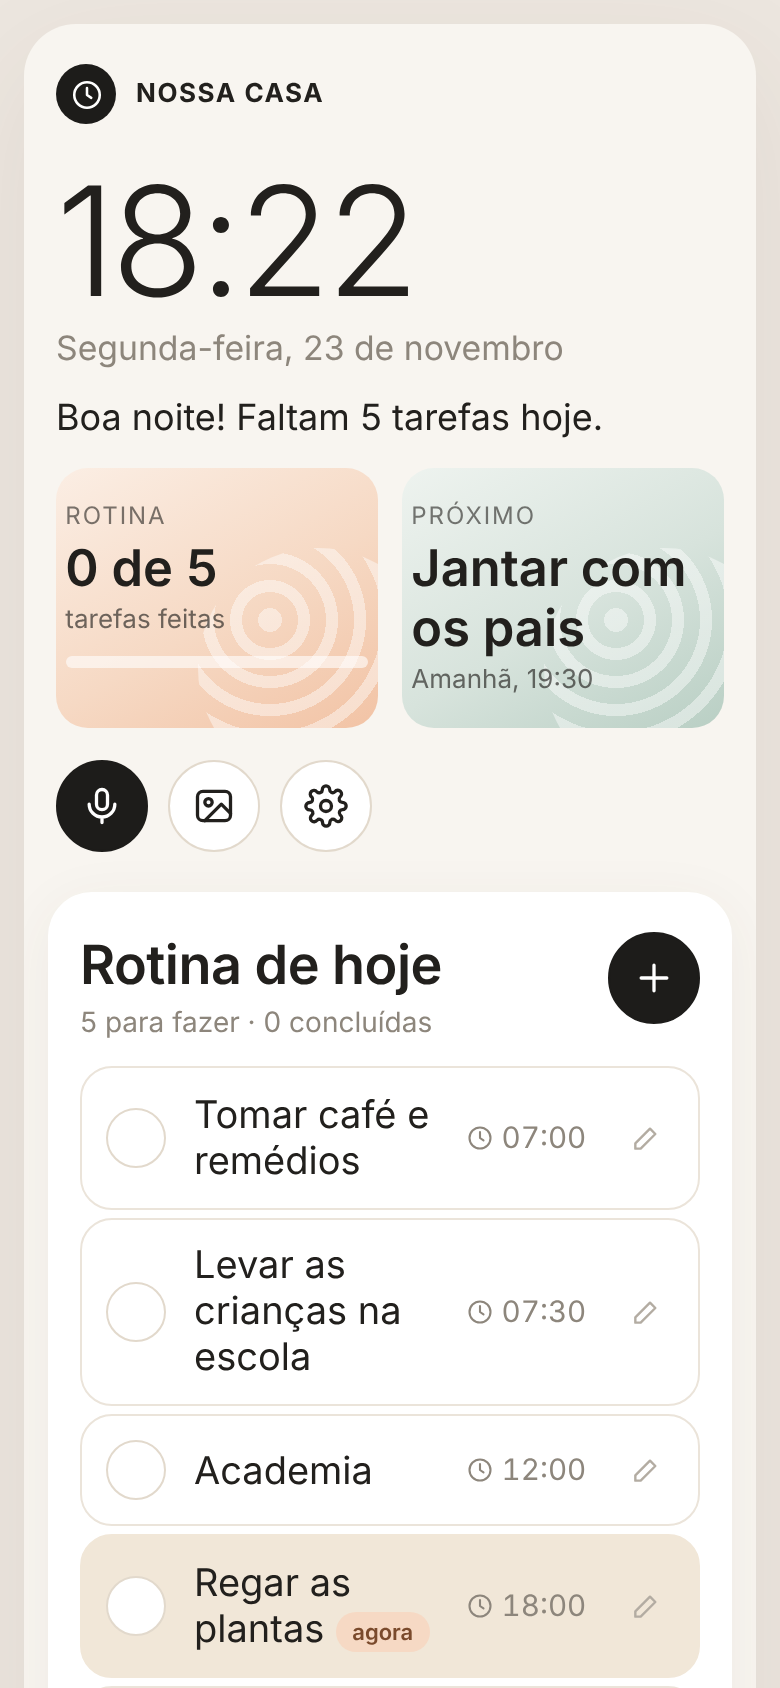 NOSSA CASA
18:22
Segunda-feira, 23 de novembro
Boa noite! Faltam 5 tarefas hoje.
ROTINA
0 de 5
tarefas feitas
PRÓXIMO
Jantar com
os pais
Amanhã, 19:30
Rotina de hoje
5 para fazer · 0 concluídas
Tomar café e
remédios
07:00
Levar as
crianças na
escola
07:30
Academia
12:00
Regar as
plantas agora
18:00